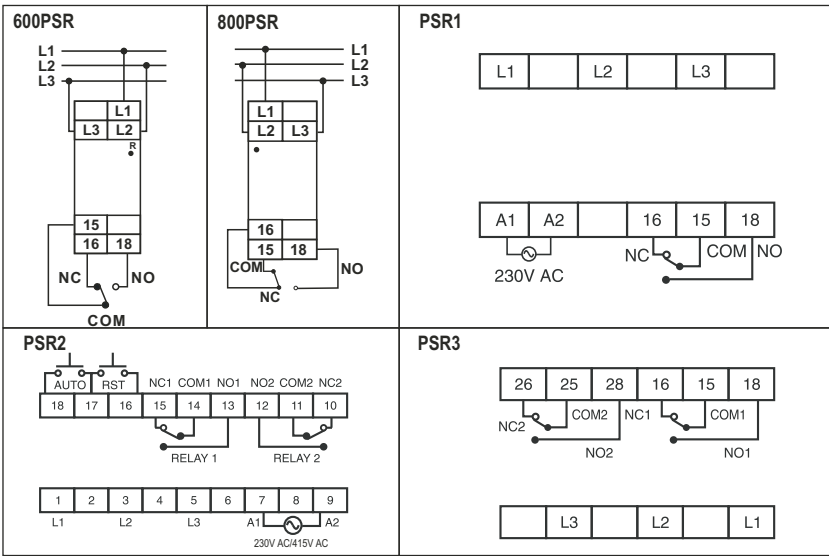 600PSR
L1
L2
L3
L1
L3 L2
R
15
16 18
NC NO
COM
800PSR
L1
L2
L3
L1
L2 L3
16
15 18
COM NO
NC
PSR1
L1 L2 L3
A1 A2 16 15 18
NC COM NO
230V AC
PSR2
AUTO RST NC1 COM1 NO1 NO2 COM2 NC2
18 17 16 15 14 13 12 11 10
RELAY 1 RELAY 2
1 2 3 4 5 6 7 8 9
L1 L2 L3 A1 A2
230V AC/415V AC
PSR3
26 25 28 16 15 18
NC2 COM2 NC1 COM1
NO2 NO1
L3 L2 L1